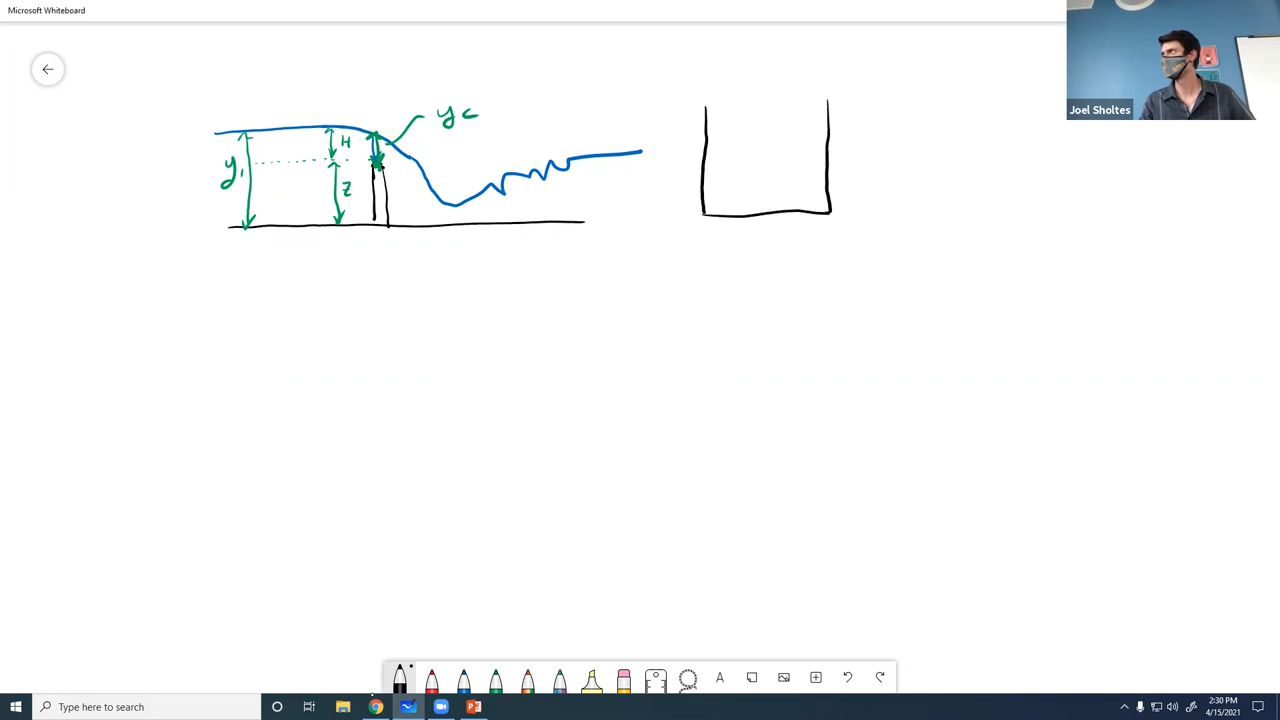 Microsoft Whiteboard
Joel Sholtes
yc
H
y1
z
A
Type here to search
2:30 PM
4/15/2021